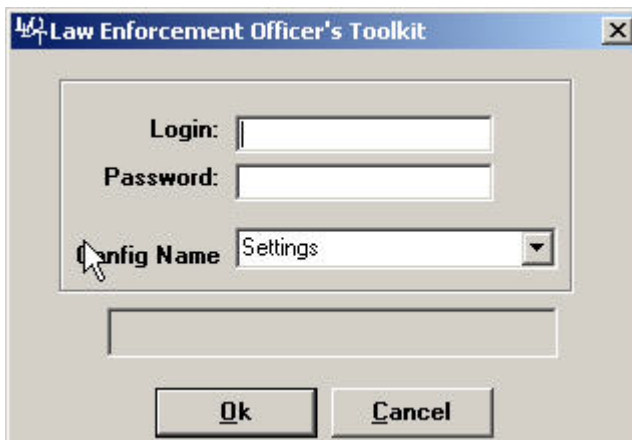 Law Enforcement Officer's Toolkit
Login:
Password:
Config Name Settings
Ok Cancel